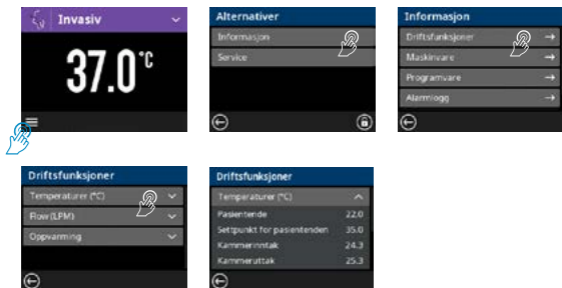 Invasiv
37.0°C
Alternativer
Informasjon
Service
Informasjon
Driftsfunksjoner
Maskinvare
Programvare
Alarmlogg
Driftsfunksjoner
Temperaturer (°C)
Flow (LPM)
Oppvarming
Driftsfunksjoner
Temperaturer (°C)
Pasientende 22.0
Settpunkt for pasientenden 35.0
Kammerinntak 24.3
Kammeruttak 25.3